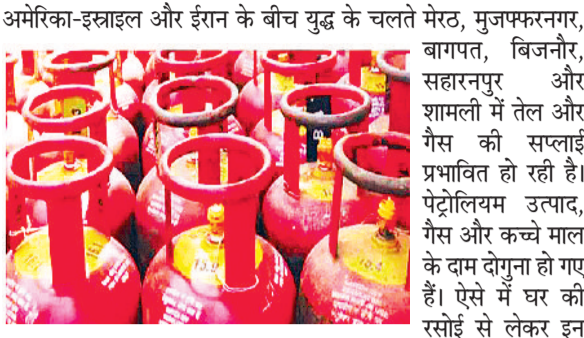 अमेरिका-इस्राइल और ईरान के बीच युद्ध के चलते मेरठ, मुजफ्फरनगर,
बागपत, बिजनौर,
सहारनपुर और
शामली में तेल और
गैस की सप्लाई
प्रभावित हो रही है।
पेट्रोलियम उत्पाद,
गैस और कच्चे माल
के दाम दोगुना हो गए
हैं। ऐसे में घर की
रसोई से लेकर इन